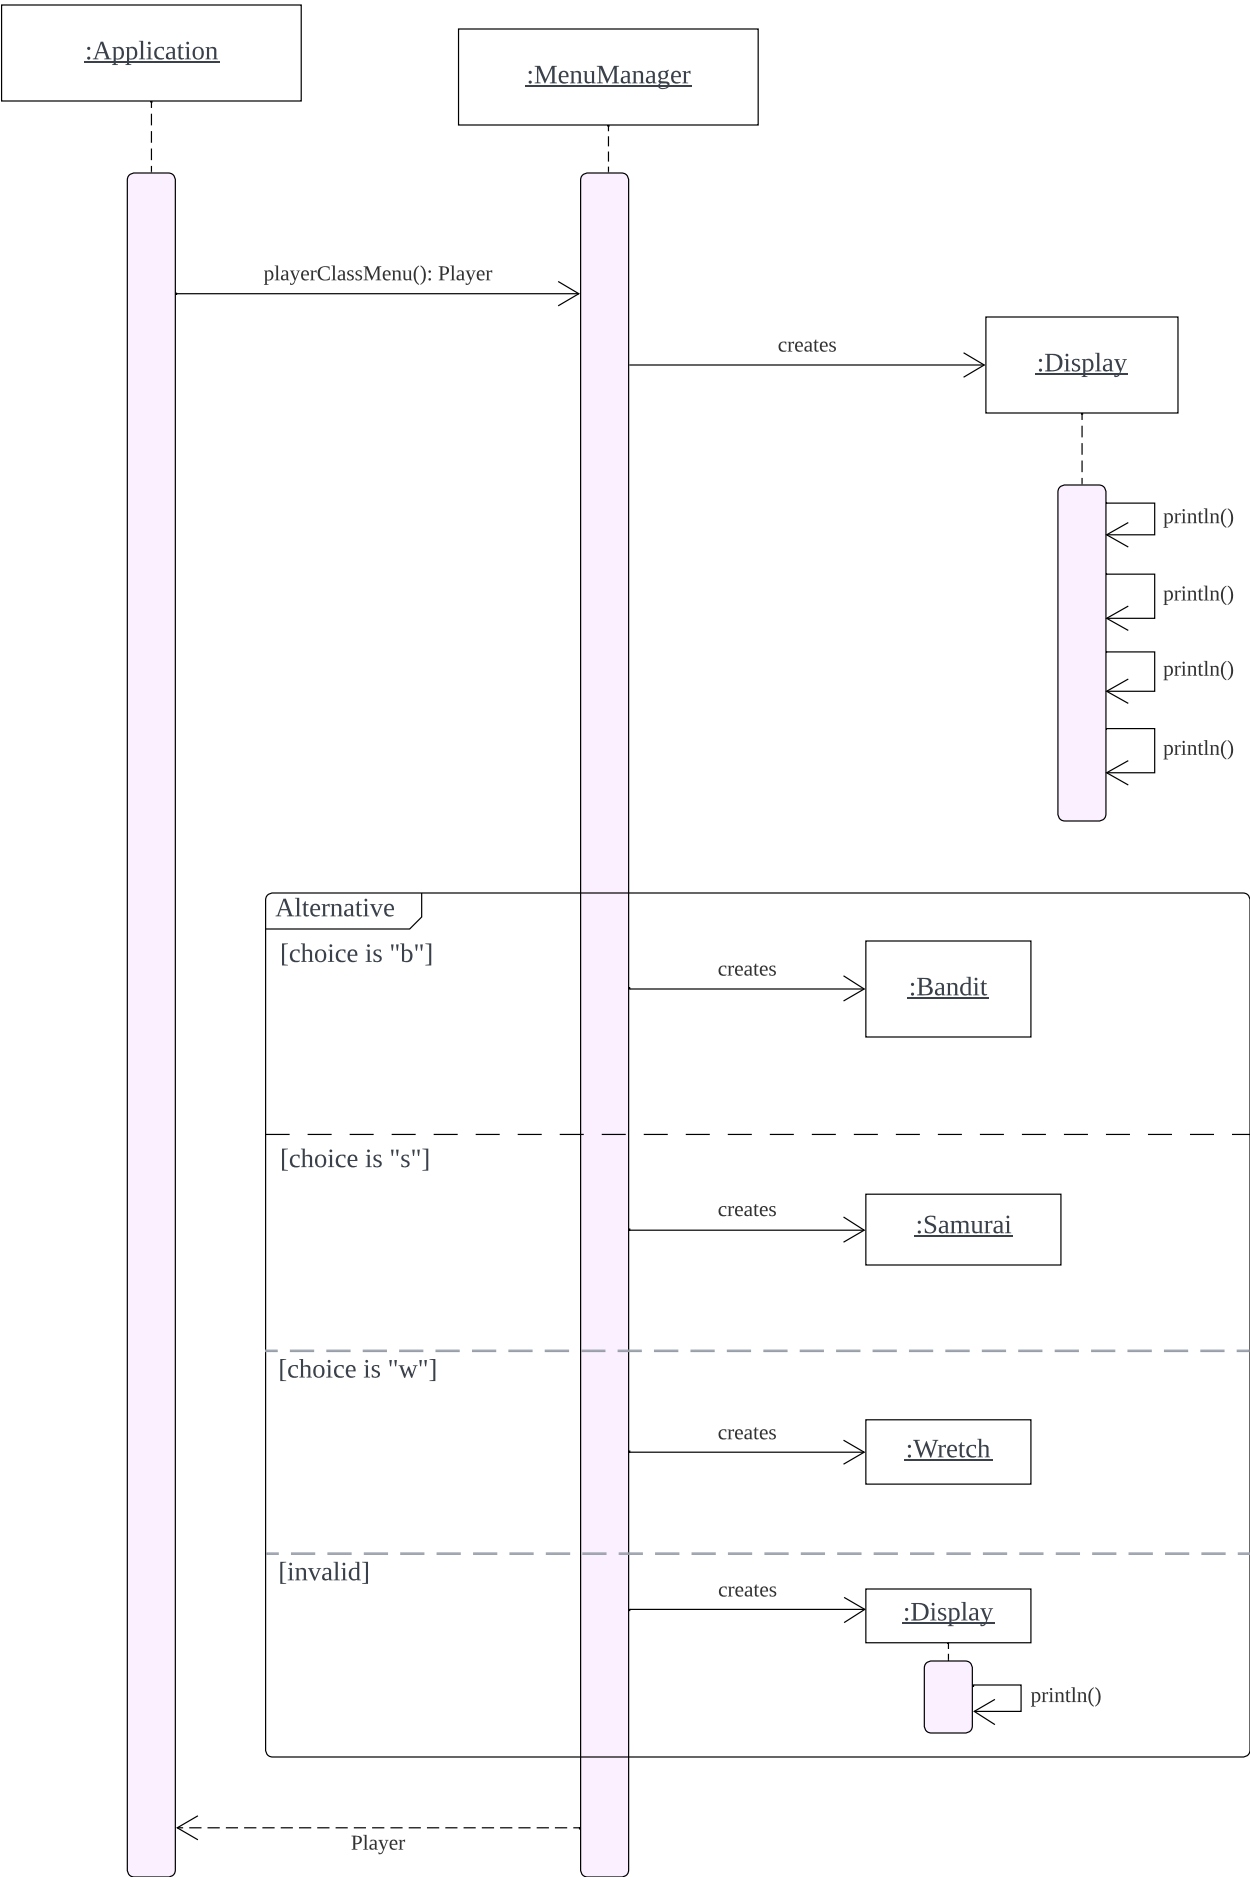 :Application
:MenuManager
playerClassMenu(): Player
creates
:Display
println()
println()
println()
println()
Alternative
[choice is "b"]
creates
:Bandit
[choice is "s"]
creates
:Samurai
[choice is "w"]
creates
:Wretch
[invalid]
creates
:Display
println()
Player